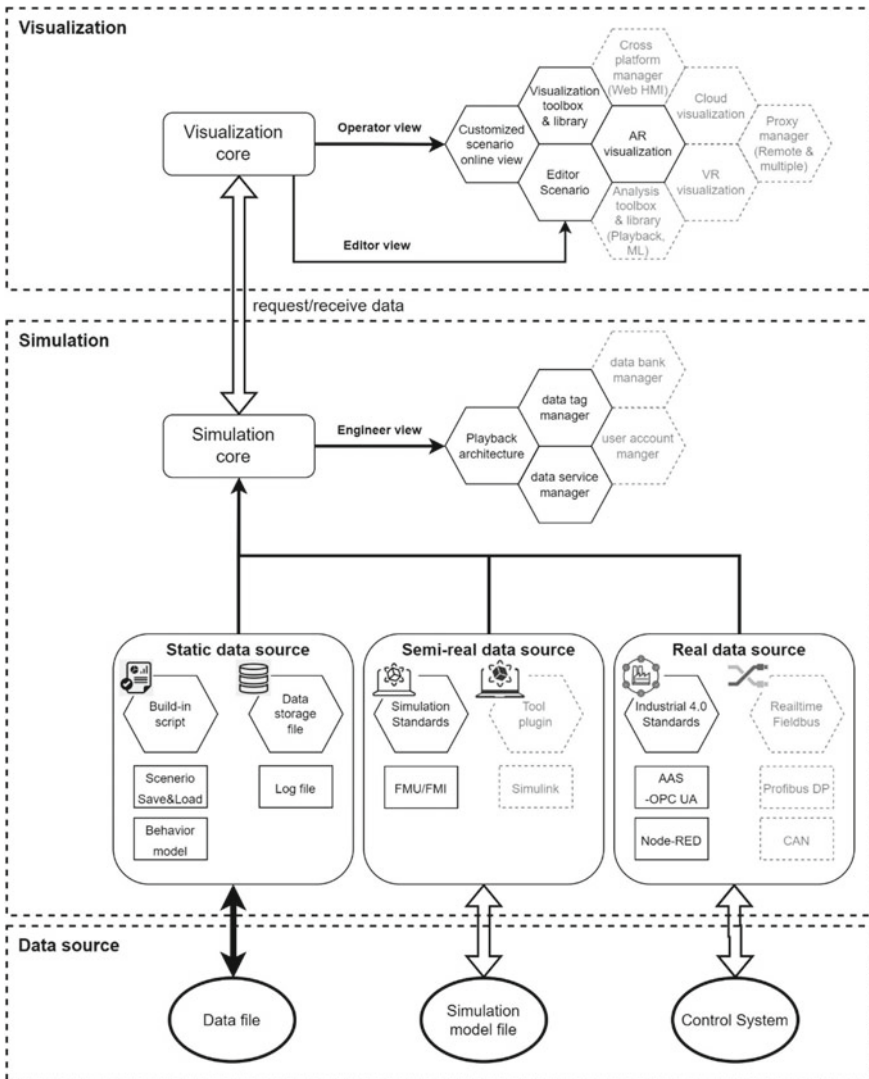 Visualization
Visualization
core
Operator view
Editor view
Customized
scenario
online view
Visualization
toolbox
& library
Editor
Scenario
Cross
platform
manager
(Web HMI)
AR
visualization
Analysis
toolbox
& library
(Playback,
ML)
Cloud
visualization
VR
visualization
Proxy
manager
(Remote &
multiple)
request/receive data
Simulation
Simulation
core
Engineer view
Playback
architecture
data tag
manager
data service
manager
data bank
manager
user account
manger
Static data source
Build-in
script
Data
storage
file
Scenerio
Save&Load
Log file
Behavior
model
Semi-real data source
Simulation
Standards
Tool
plugin
FMU/FMI
Simulink
Real data source
Industrial 4.0
Standards
Realtime
Fieldbus
AAS
-OPC UA
Profibus DP
Node-RED
CAN
Data source
Data file
Simulation
model file
Control System